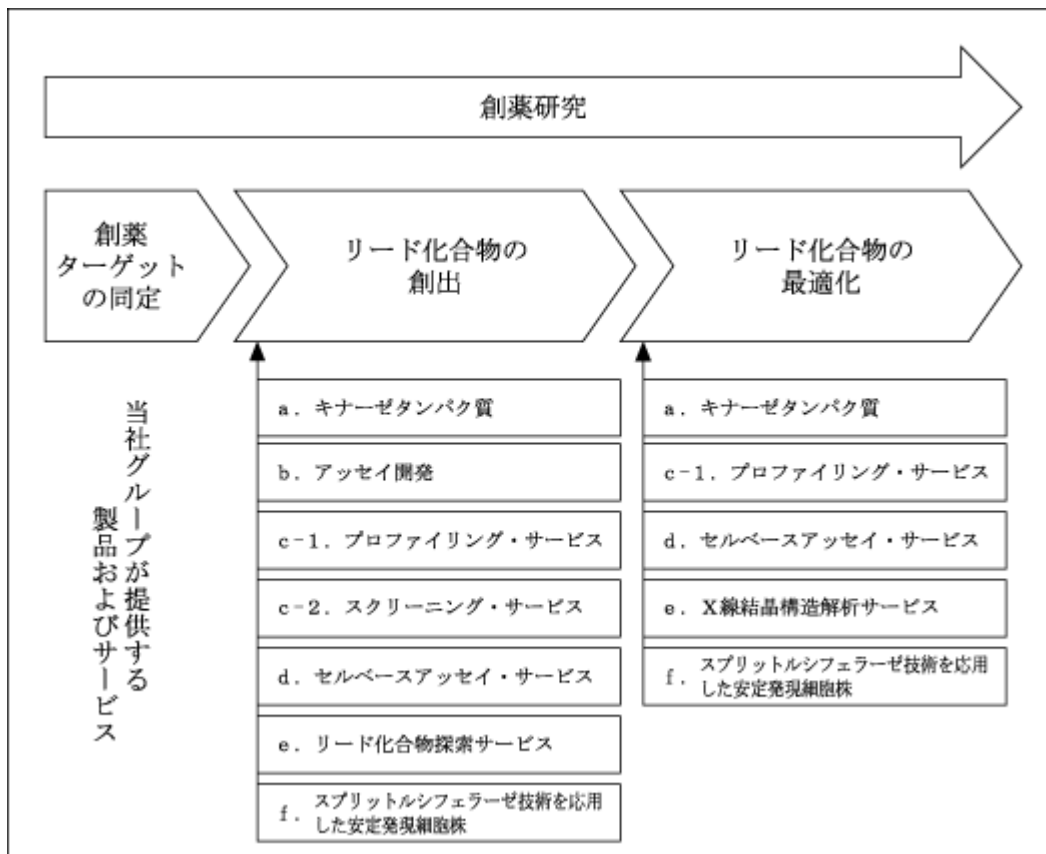 創薬研究
創薬
ターゲット
の同定
リード化合物の
創出
リード化合物の
最適化
当社グループが提供する
製品およびサービス
a．キナーゼタンパク質
b．アッセイ開発
c-1．プロファイリング・サービス
c-2．スクリーニング・サービス
d．セルベースアッセイ・サービス
e．リード化合物探索サービス
f．スプリットルシフェラーゼ技術を応用
した安定発現細胞株
a．キナーゼタンパク質
c-1．プロファイリング・サービス
d．セルベースアッセイ・サービス
e．X線結晶構造解析サービス
f．スプリットルシフェラーゼ技術を応用
した安定発現細胞株